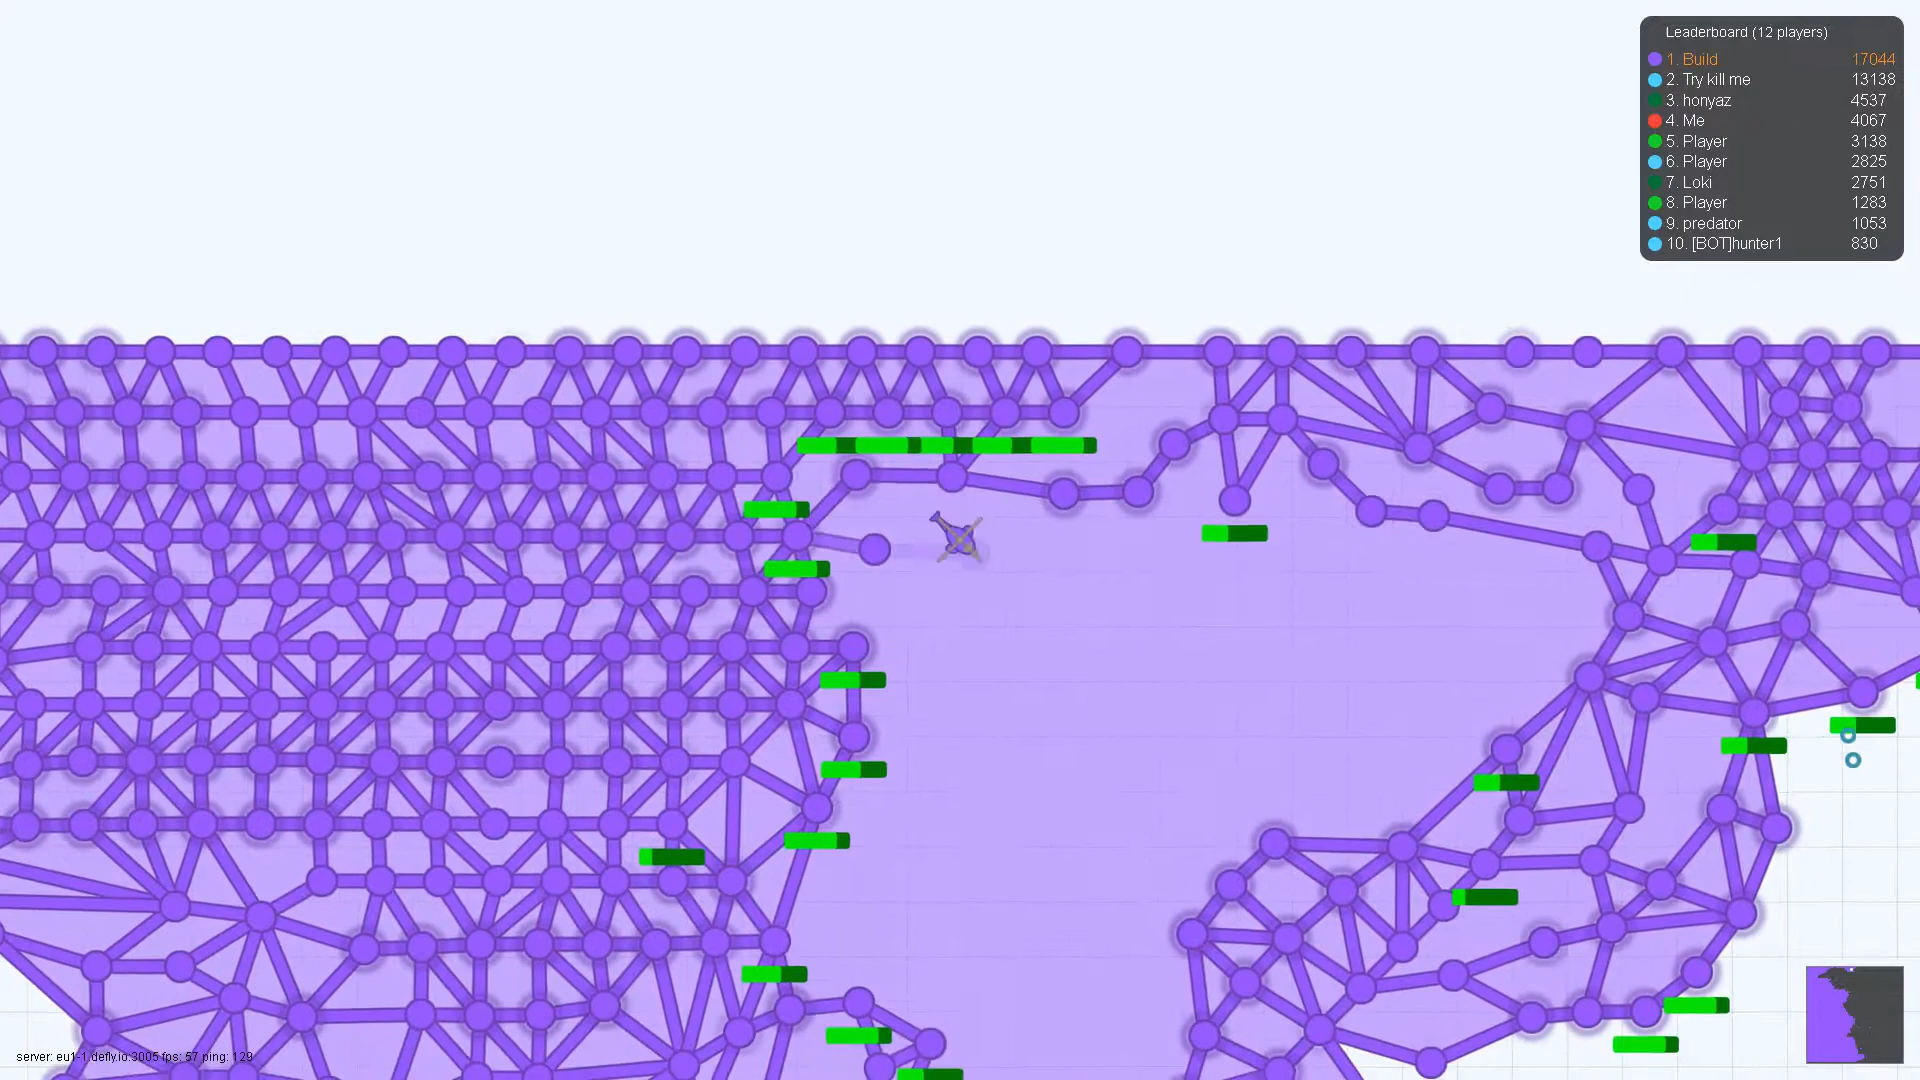 Leaderboard (12 players)
1. Build 17044
2. Try kill me 13138
3. honyaz 4537
4. Me 4067
5. Player 3138
6. Player 2825
7. Loki 2751
8. Player 1283
9. predator 1053
10. [BOT]hunter1 830
server: eu1-1.defly.io:3005 fps: 57 ping: 129